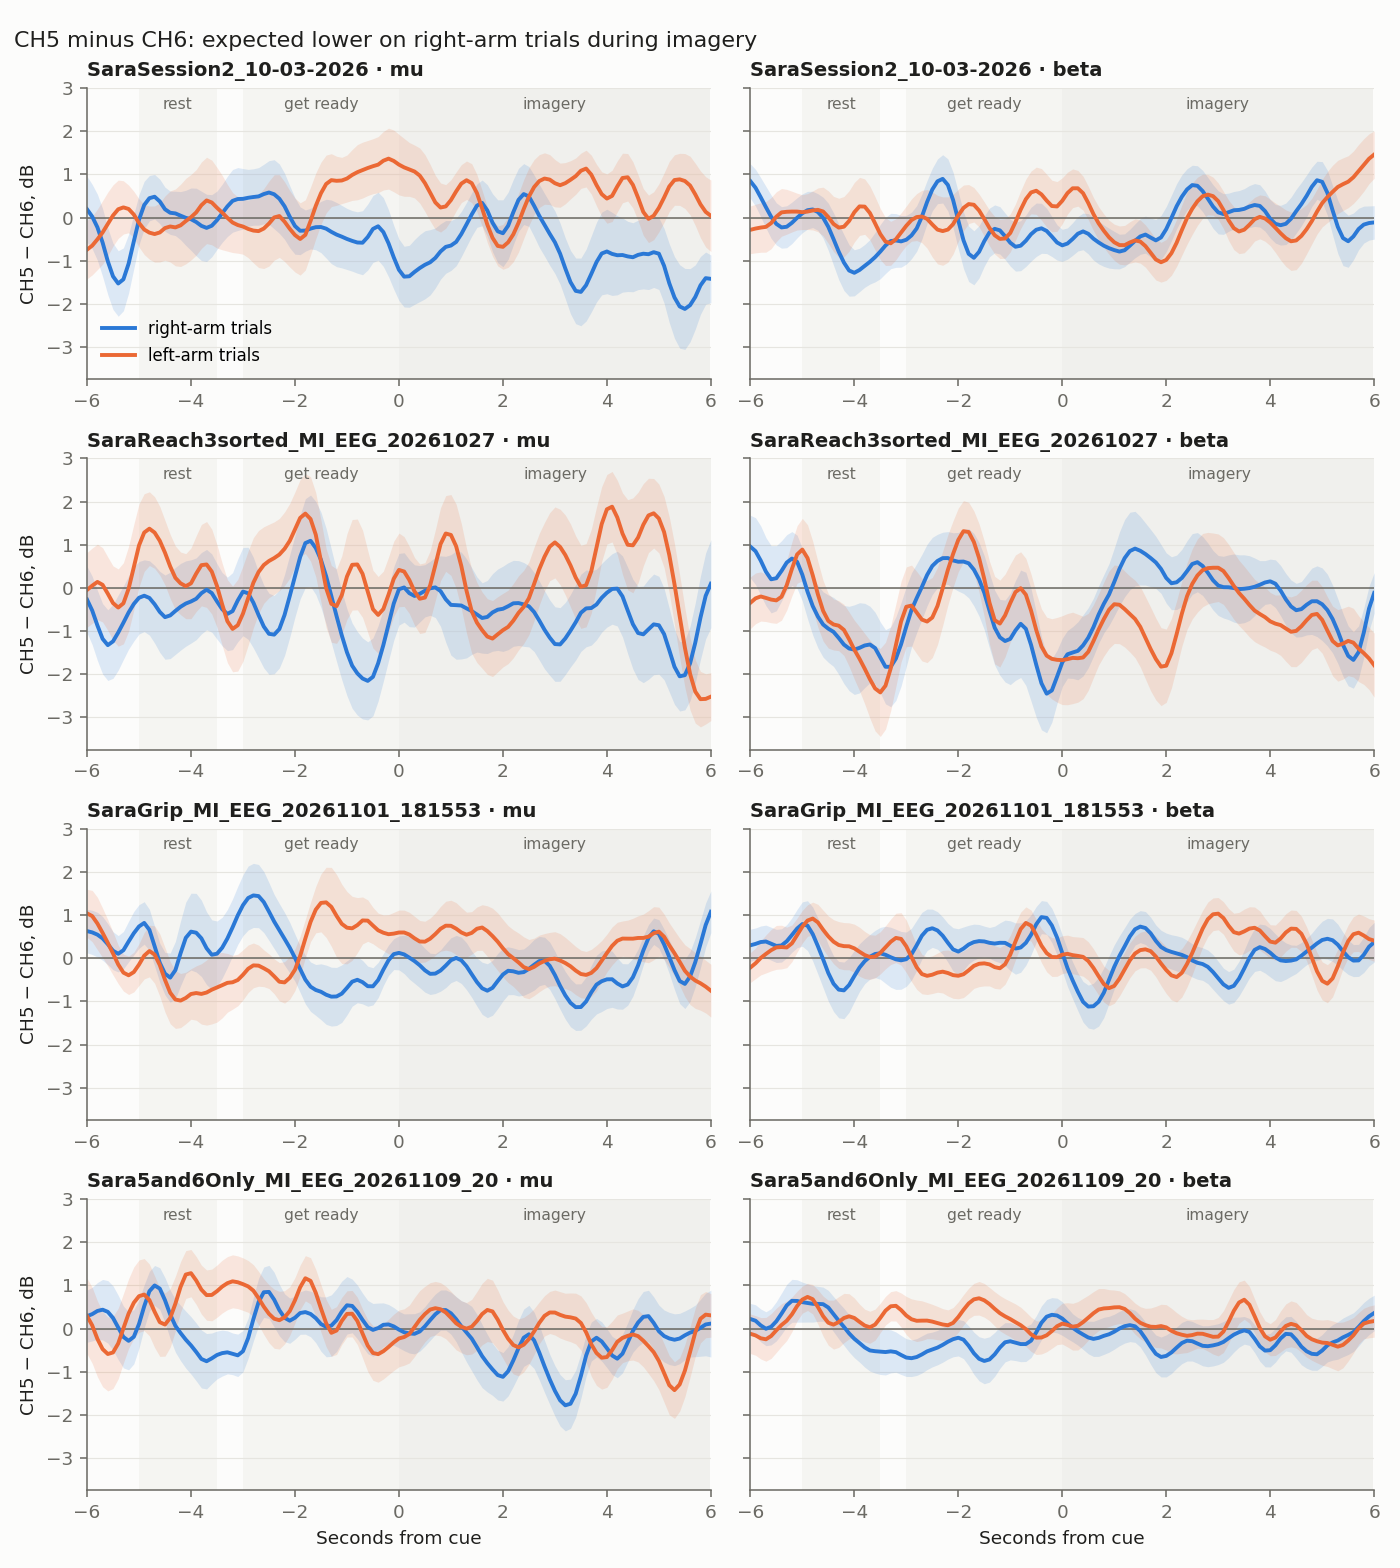 CH5 minus CH6: expected lower on right-arm trials during imagery
SaraSession2_10-03-2026 · mu
SaraSession2_10-03-2026 · beta
rest get ready imagery
rest get ready imagery
3
2
1
0
−1
−2
−3
CH5 − CH6, dB
right-arm trials
left-arm trials
−6 −4 −2 0 2 4 6
−6 −4 −2 0 2 4 6
SaraReach3sorted_MI_EEG_20261027 · mu
SaraReach3sorted_MI_EEG_20261027 · beta
rest get ready imagery
rest get ready imagery
3
2
1
0
−1
−2
−3
CH5 − CH6, dB
−6 −4 −2 0 2 4 6
−6 −4 −2 0 2 4 6
SaraGrip_MI_EEG_20261101_181553 · mu
SaraGrip_MI_EEG_20261101_181553 · beta
rest get ready imagery
rest get ready imagery
3
2
1
0
−1
−2
−3
CH5 − CH6, dB
−6 −4 −2 0 2 4 6
−6 −4 −2 0 2 4 6
Sara5and6Only_MI_EEG_20261109_20 · mu
Sara5and6Only_MI_EEG_20261109_20 · beta
rest get ready imagery
rest get ready imagery
3
2
1
0
−1
−2
−3
CH5 − CH6, dB
−6 −4 −2 0 2 4 6
−6 −4 −2 0 2 4 6
Seconds from cue
Seconds from cue